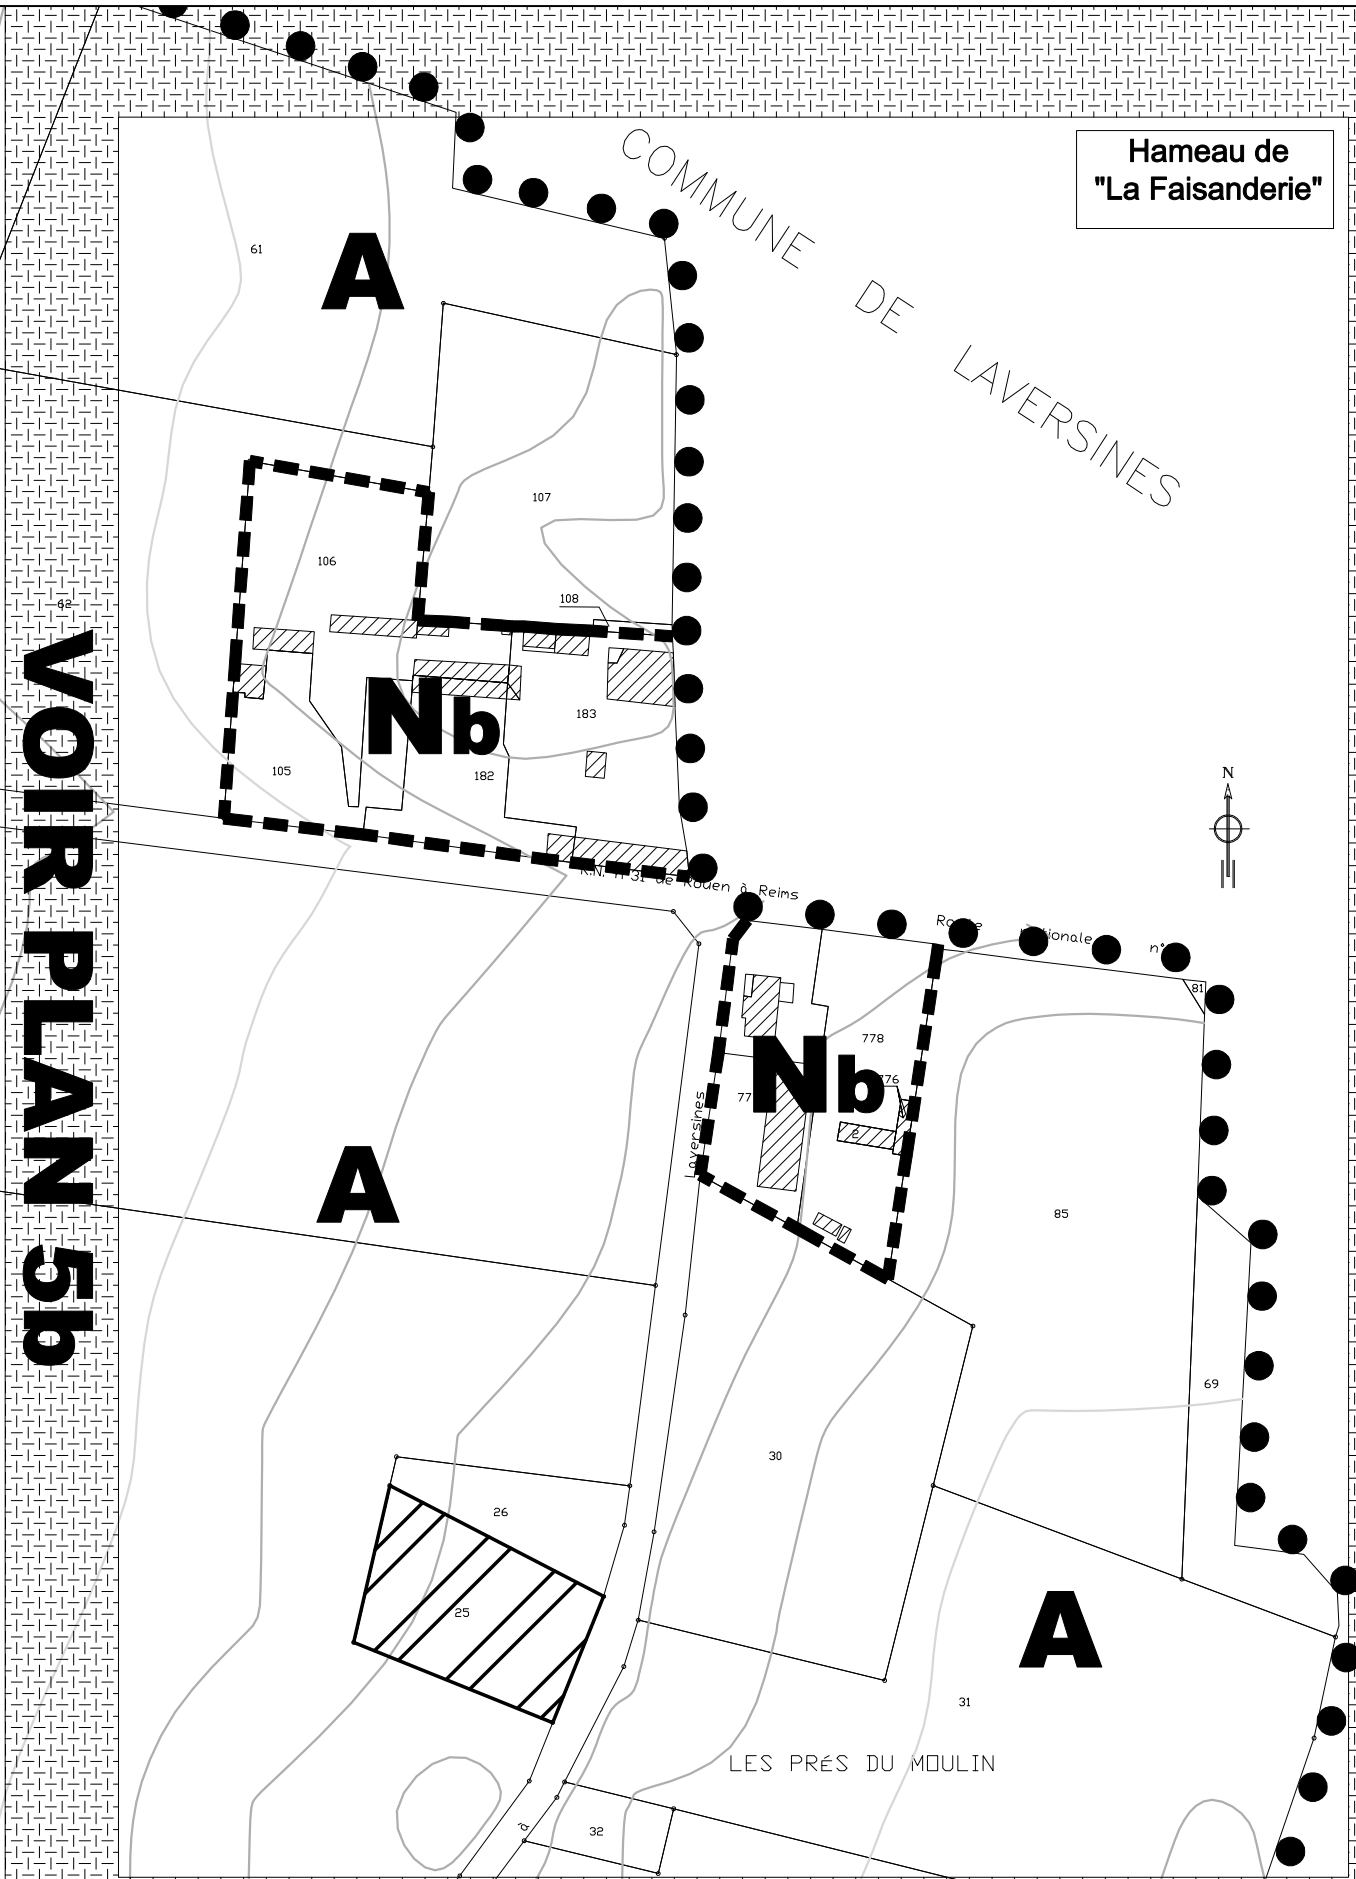 Hameau de
"La Faisanderie"
COMMUNE DE LAVERSINES
A
61
107
106
62
108
Nb
183
105
182
N
R.N. n°31 de Rouen à Reims
nationale n°
81
778
Nb
776
2
Laversines
A
85
69
30
26
25
A
31
LES PRÉS DU MOULIN
32
à
VOIR PLAN 5b